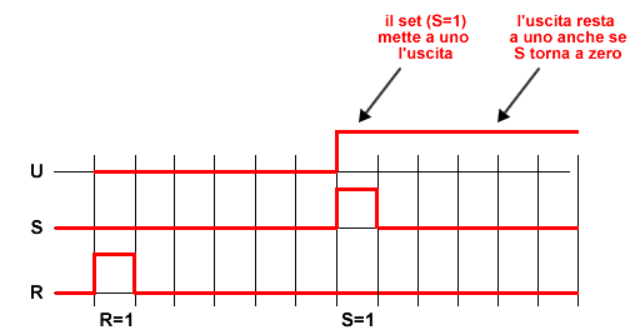 il set (S=1)
mette a uno
l'uscita
l'uscita resta
a uno anche se
S torna a zero
U
S
R
R=1
S=1